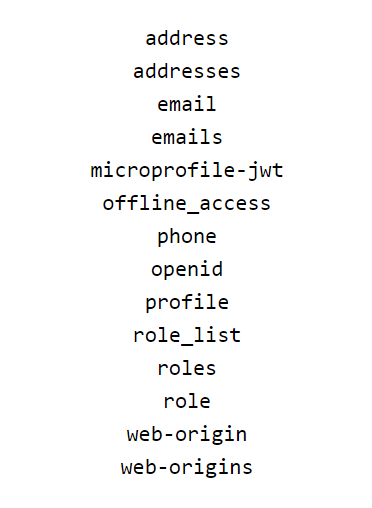 address
addresses
email
emails
microprofile-jwt
offline_access
phone
openid
profile
role_list
roles
role
web-origin
web-origins